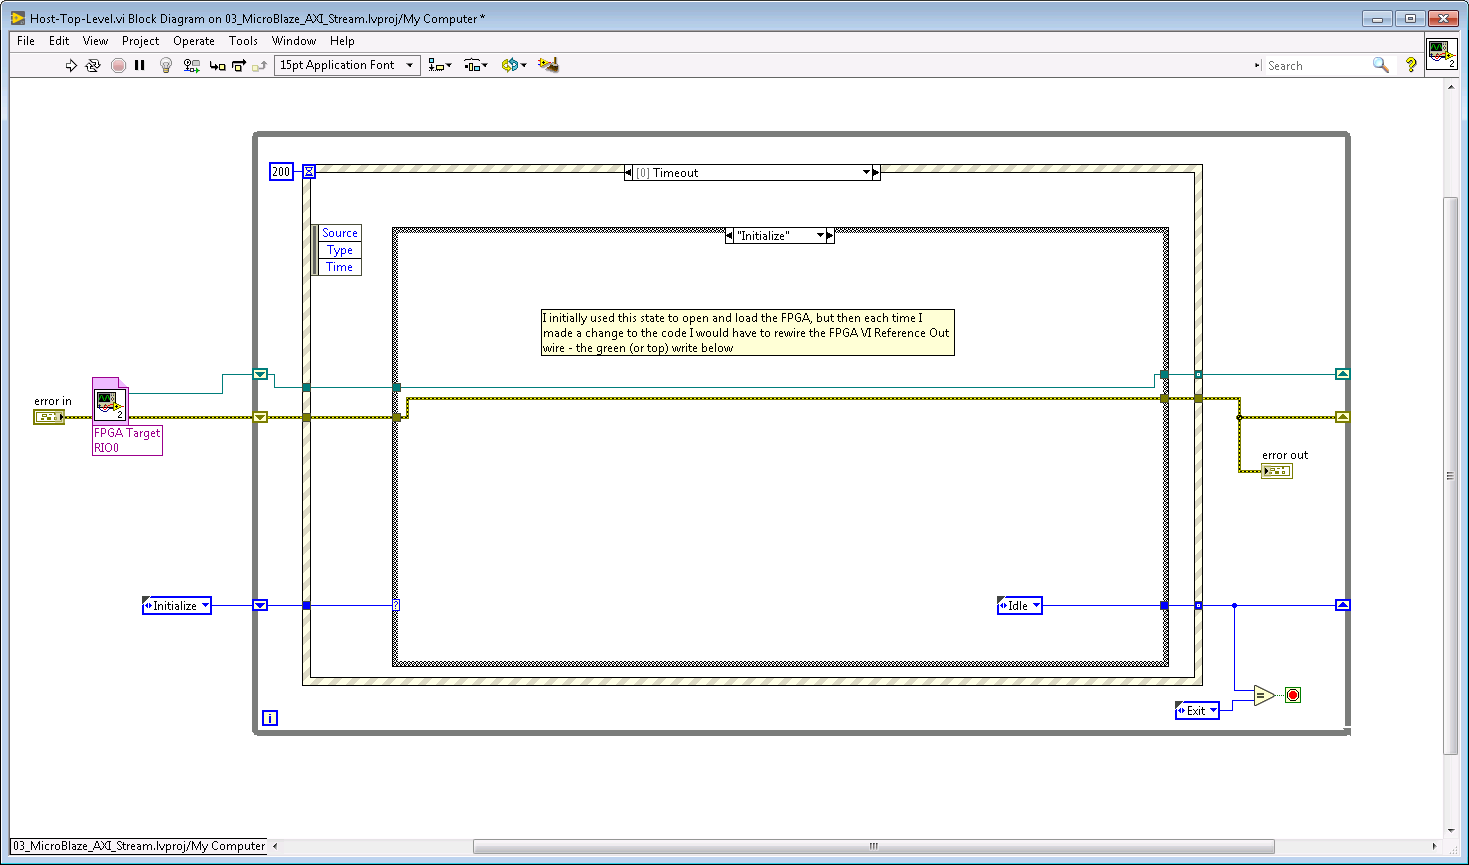 Host-Top-Level.vi Block Diagram on 03_MicroBlaze_AXI_Stream.lvproj/My Computer *
File Edit View Project Operate Tools Window Help
15pt Application Font
Search
?
2
200
[0] Timeout
Source
Type
Time
"Initialize"
I initially used this state to open and load the FPGA, but then each time I
made a change to the code I would have to rewire the FPGA VI Reference Out
wire - the green (or top) write below
error in
2
FPGA Target
RIO0
error out
Initialize
?
Idle
=
Exit
i
03_MicroBlaze_AXI_Stream.lvproj/My Computer